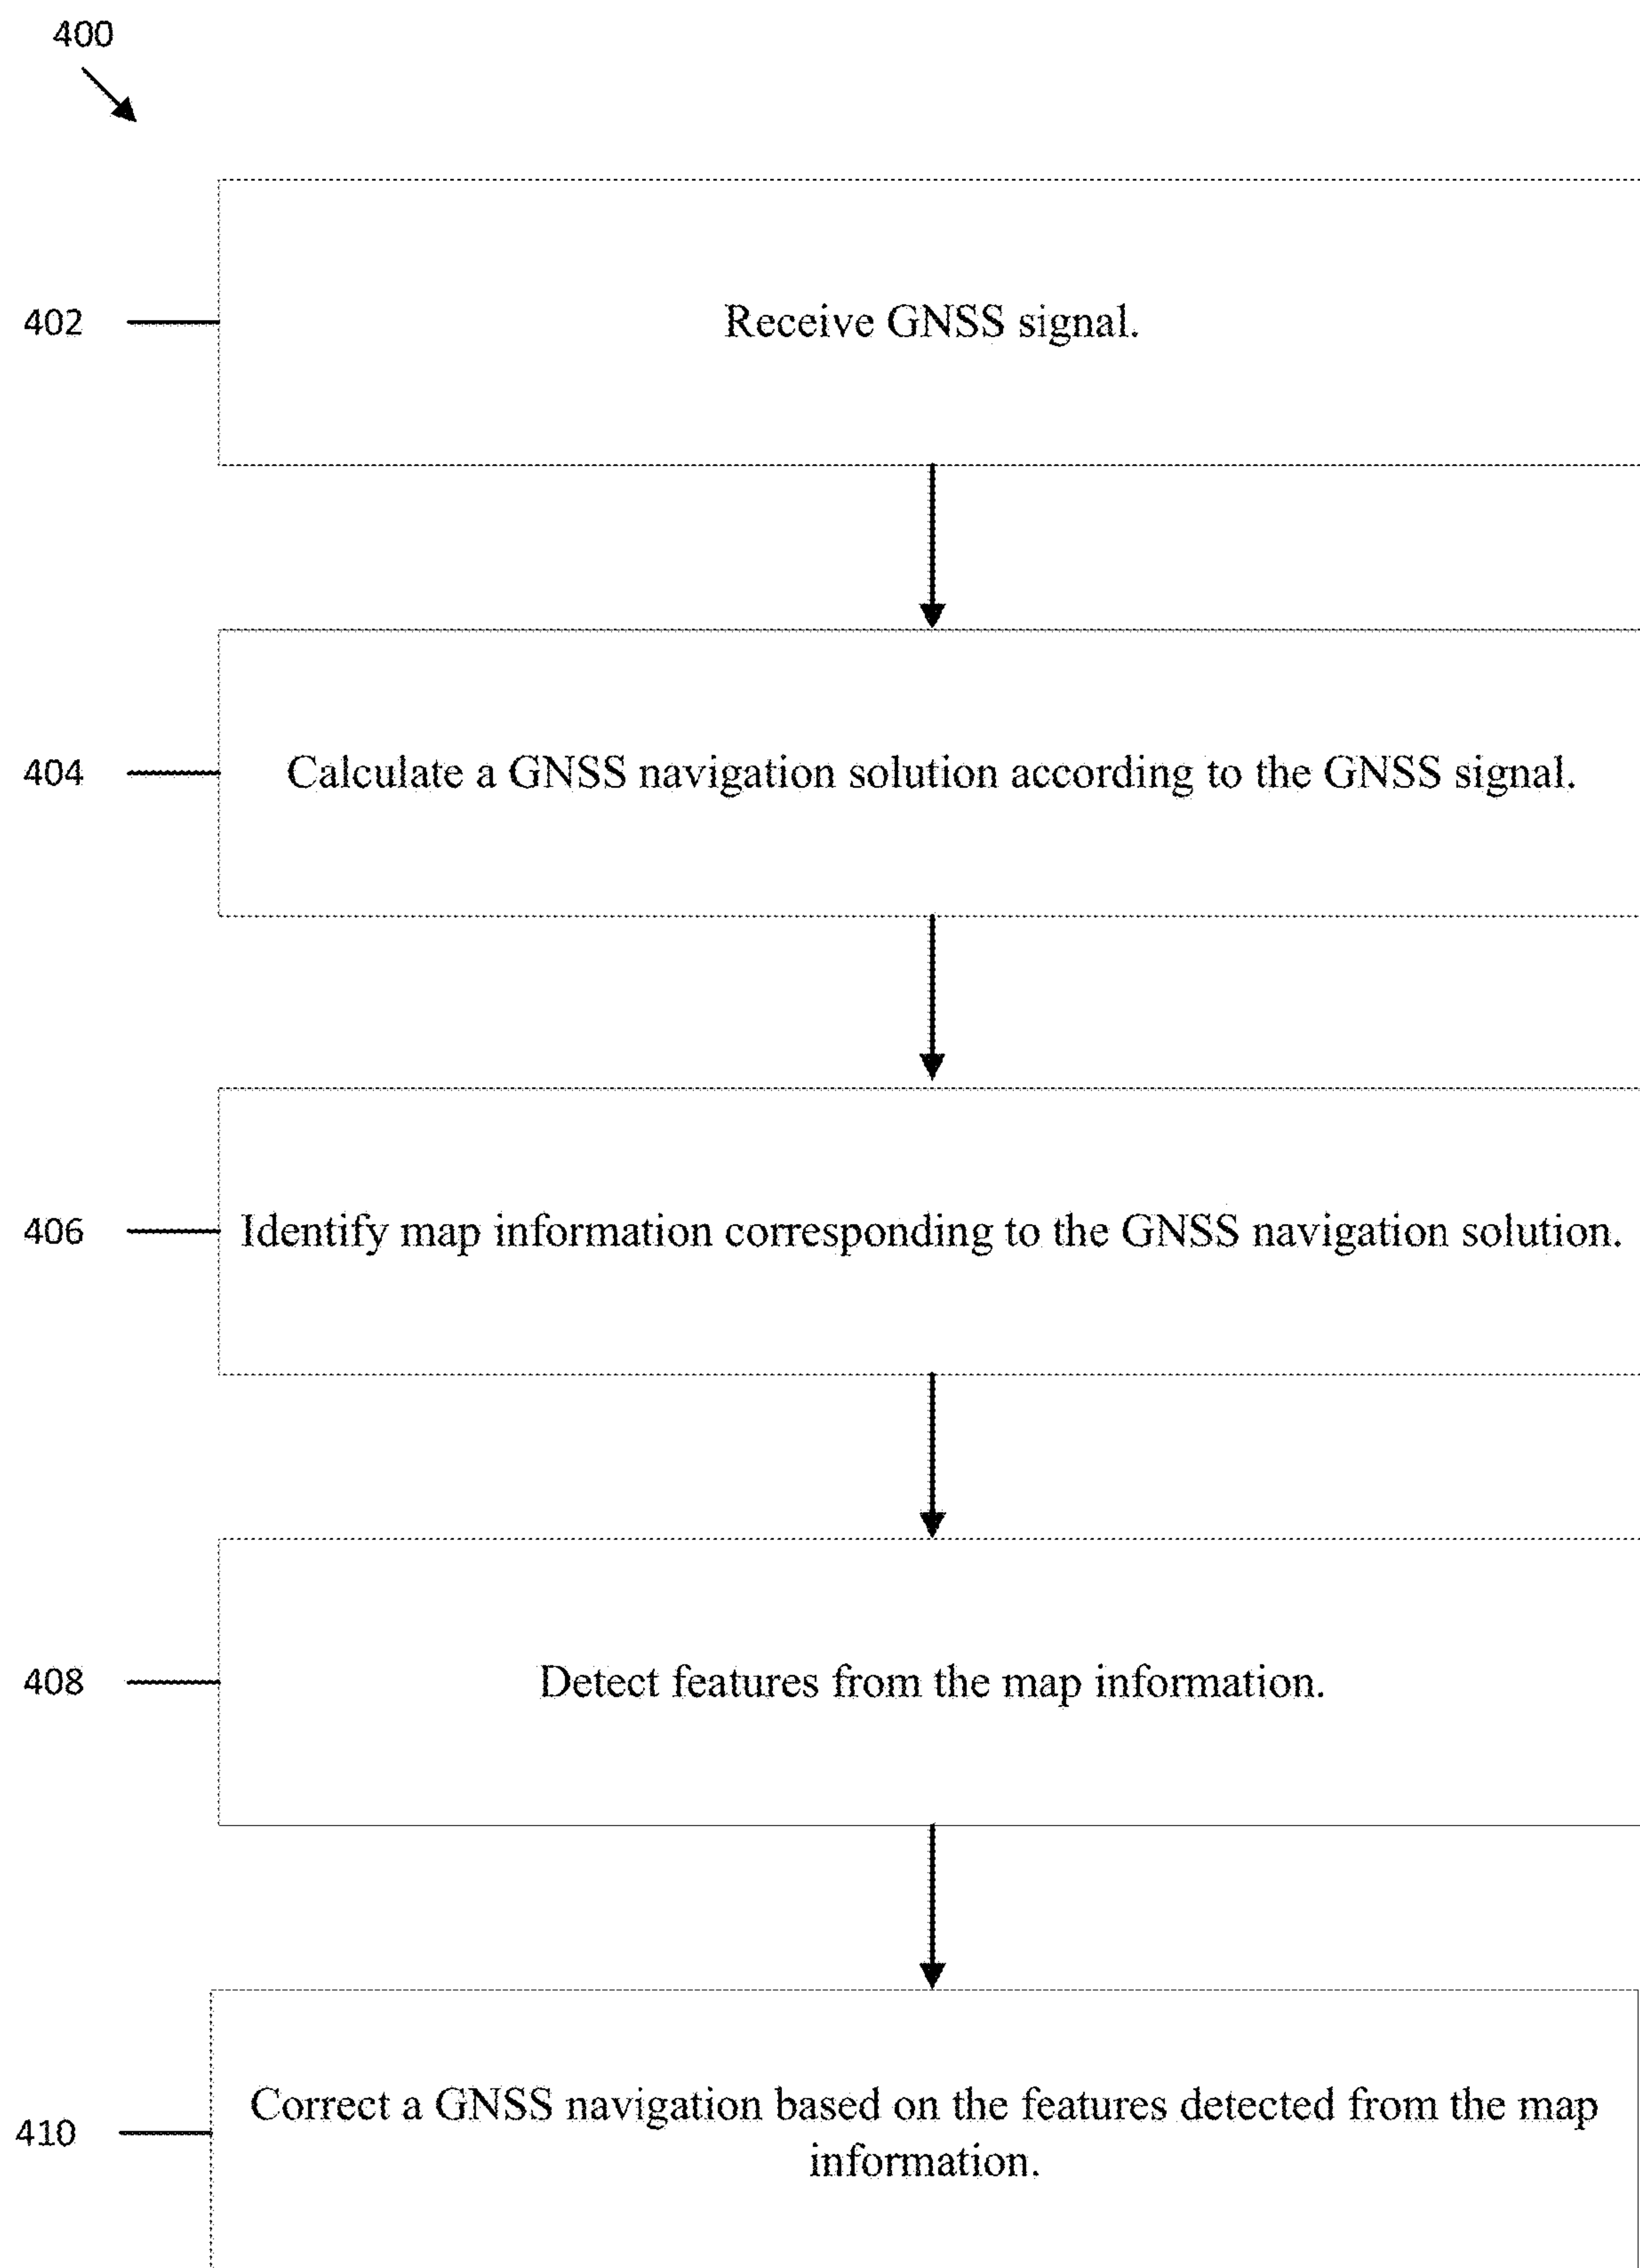 400
402
Receive GNSS signal.
404
Calculate a GNSS navigation solution according to the GNSS signal.
406
Identify map information corresponding to the GNSS navigation solution.
408
Detect features from the map information.
410
Correct a GNSS navigation based on the features detected from the map
information.